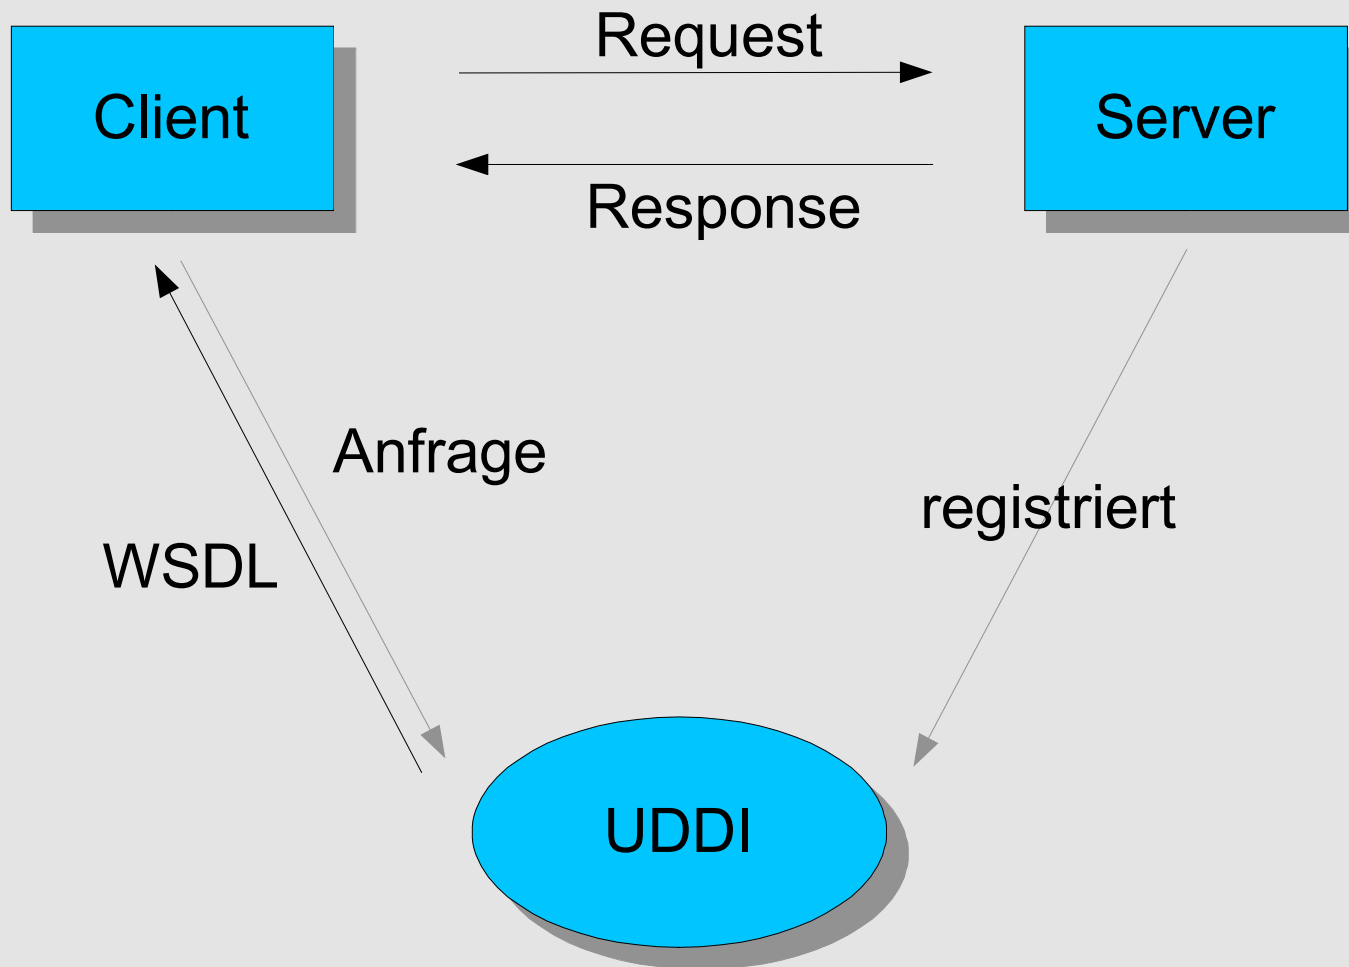 Request
Client
Server
Response
Anfrage
registriert
WSDL
UDDI